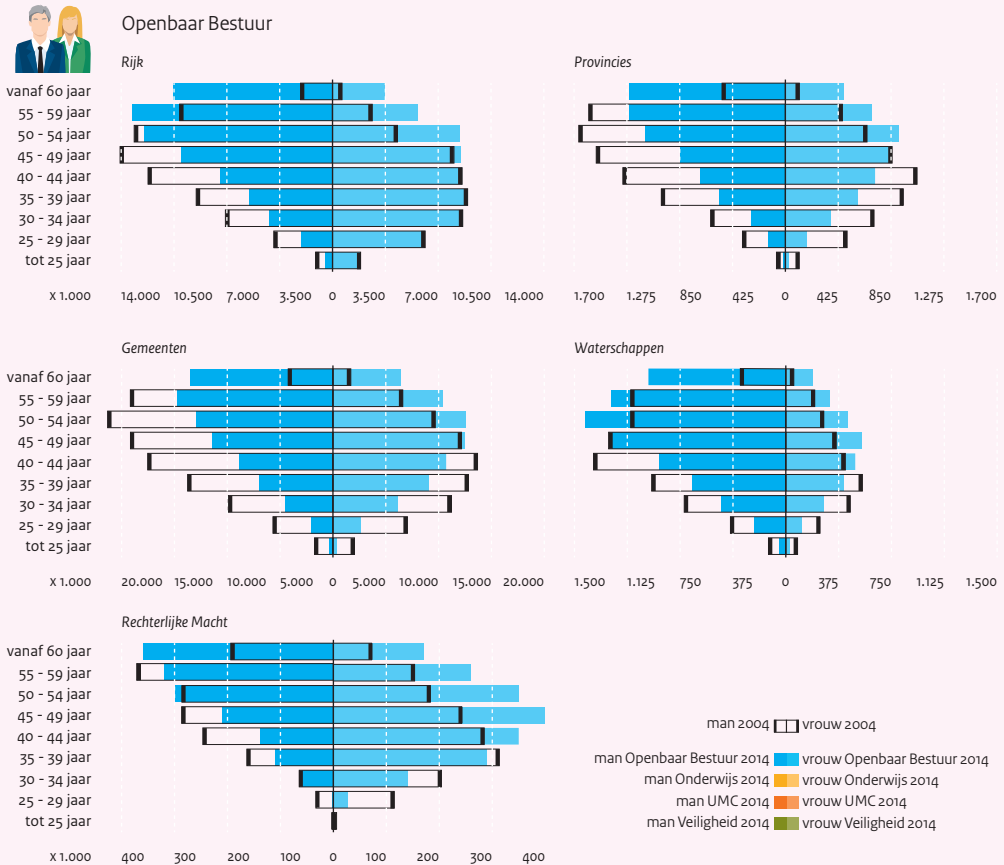 Openbaar Bestuur
Rijk
vanaf 60 jaar
55 - 59 jaar
50 - 54 jaar
45 - 49 jaar
40 - 44 jaar
35 - 39 jaar
30 - 34 jaar
25 - 29 jaar
tot 25 jaar
x 1.000 14.000 10.500 7.000 3.500 0 3.500 7.000 10.500 14.000
Provincies
1.700 1.275 850 425 0 425 850 1.275 1.700
Gemeenten
vanaf 60 jaar
55 - 59 jaar
50 - 54 jaar
45 - 49 jaar
40 - 44 jaar
35 - 39 jaar
30 - 34 jaar
25 - 29 jaar
tot 25 jaar
x 1.000 20.000 15.000 10.000 5.000 0 5.000 10.000 15.000 20.000
Waterschappen
1.500 1.125 750 375 0 375 750 1.125 1.500
Rechterlijke Macht
vanaf 60 jaar
55 - 59 jaar
50 - 54 jaar
45 - 49 jaar
40 - 44 jaar
35 - 39 jaar
30 - 34 jaar
25 - 29 jaar
tot 25 jaar
x 1.000 400 300 200 100 0 100 200 300 400
man 2004 vrouw 2004
man Openbaar Bestuur 2014 vrouw Openbaar Bestuur 2014
man Onderwijs 2014 vrouw Onderwijs 2014
man UMC 2014 vrouw UMC 2014
man Veiligheid 2014 vrouw Veiligheid 2014